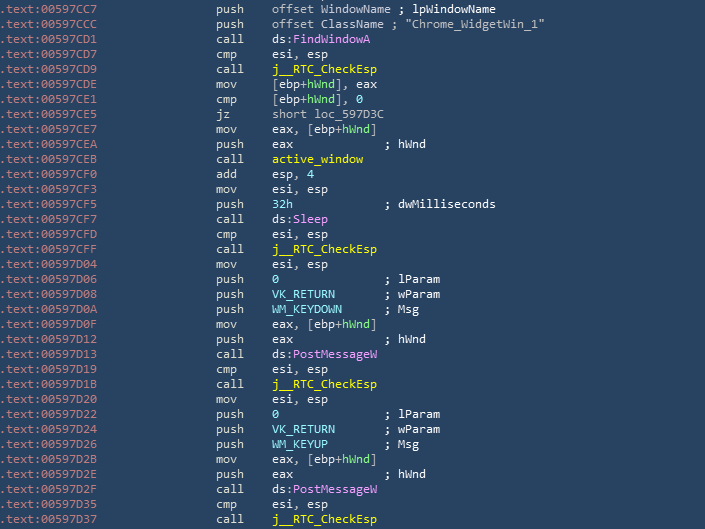 .text:00597CC7 push offset WindowName ; lpWindowName
.text:00597CCC push offset ClassName ; "Chrome_WidgetWin_1"
.text:00597CD1 call ds:FindWindowA
.text:00597CD7 cmp esi, esp
.text:00597CD9 call j__RTC_CheckEsp
.text:00597CDE mov [ebp+hWnd], eax
.text:00597CE1 cmp [ebp+hWnd], 0
.text:00597CE5 jz short loc_597D3C
.text:00597CE7 mov eax, [ebp+hWnd]
.text:00597CEA push eax ; hWnd
.text:00597CEB call active_window
.text:00597CF0 add esp, 4
.text:00597CF3 mov esi, esp
.text:00597CF5 push 32h ; dwMilliseconds
.text:00597CF7 call ds:Sleep
.text:00597CFD cmp esi, esp
.text:00597CFF call j__RTC_CheckEsp
.text:00597D04 mov esi, esp
.text:00597D06 push 0 ; lParam
.text:00597D08 push VK_RETURN ; wParam
.text:00597D0A push WM_KEYDOWN ; Msg
.text:00597D0F mov eax, [ebp+hWnd]
.text:00597D12 push eax ; hWnd
.text:00597D13 call ds:PostMessageW
.text:00597D19 cmp esi, esp
.text:00597D1B call j__RTC_CheckEsp
.text:00597D20 mov esi, esp
.text:00597D22 push 0 ; lParam
.text:00597D24 push VK_RETURN ; wParam
.text:00597D26 push WM_KEYUP ; Msg
.text:00597D2B mov eax, [ebp+hWnd]
.text:00597D2E push eax ; hWnd
.text:00597D2F call ds:PostMessageW
.text:00597D35 cmp esi, esp
.text:00597D37 call j__RTC_CheckEsp